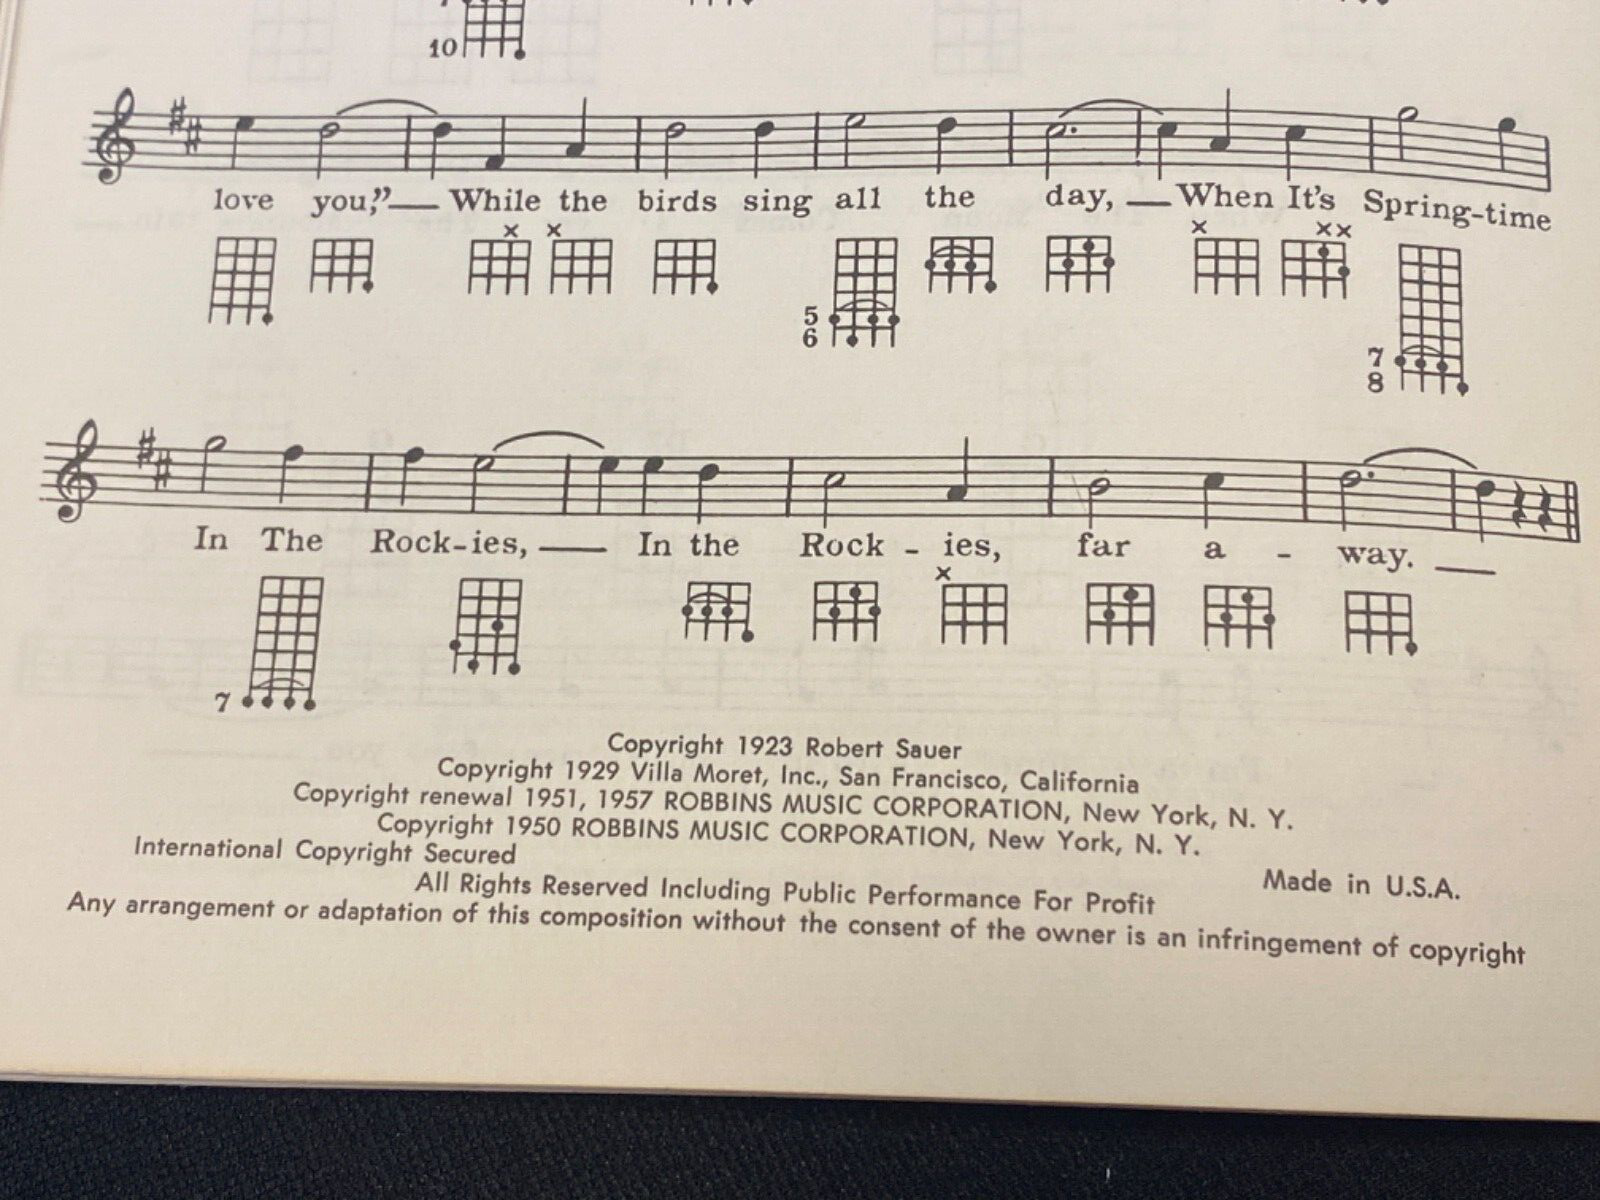 10
love you,”— While the birds sing all the day, — When It’s Spring-time
x x x xx
5
6
7
8
In The Rock-ies, — In the Rock - ies, far a - way. —
x
7
Copyright 1923 Robert Sauer
Copyright 1929 Villa Moret, Inc., San Francisco, California
Copyright renewal 1951, 1957 ROBBINS MUSIC CORPORATION, New York, N. Y.
Copyright 1950 ROBBINS MUSIC CORPORATION, New York, N. Y.
International Copyright Secured
Made in U.S.A.
All Rights Reserved Including Public Performance For Profit
Any arrangement or adaptation of this composition without the consent of the owner is an infringement of copyright